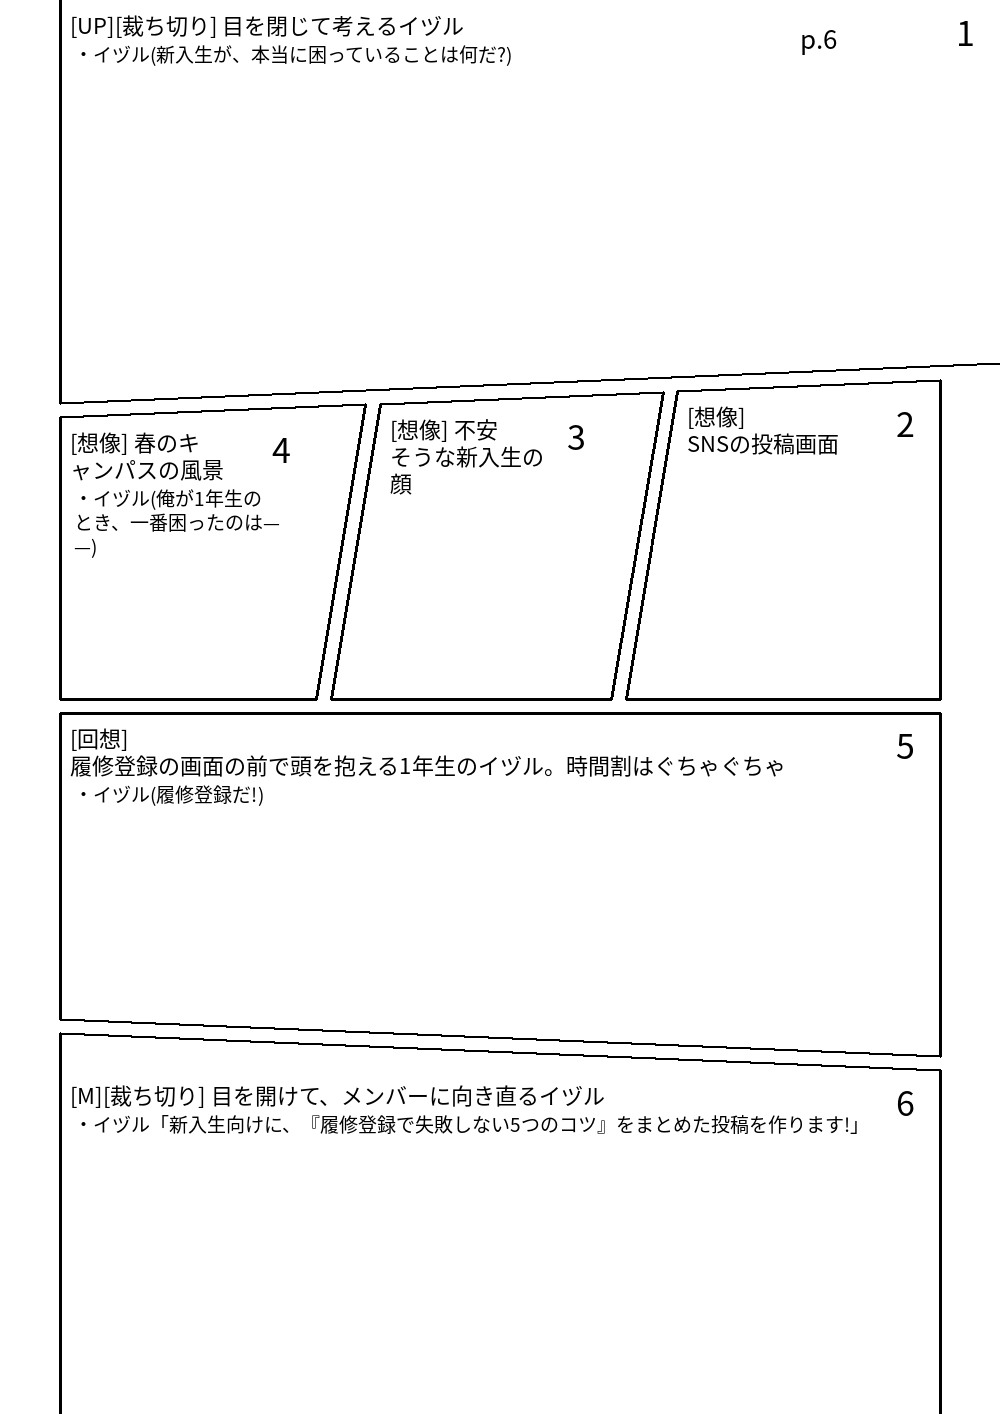 [UP][裁ち切り] 目を閉じて考えるイヅル
・イヅル(新入生が、本当に困っていることは何だ?)
p.6
1
[想像]
SNSの投稿画面
2
[想像] 不安
そうな新入生の
顔
3
[想像] 春のキ
ャンパスの風景
・イヅル(俺が1年生の
とき、一番困ったのは—
—)
4
[回想]
履修登録の画面の前で頭を抱える1年生のイヅル。時間割はぐちゃぐちゃ
・イヅル(履修登録だ!)
5
[M][裁ち切り] 目を開けて、メンバーに向き直るイヅル
・イヅル「新入生向けに、『履修登録で失敗しない5つのコツ』をまとめた投稿を作ります!」
6